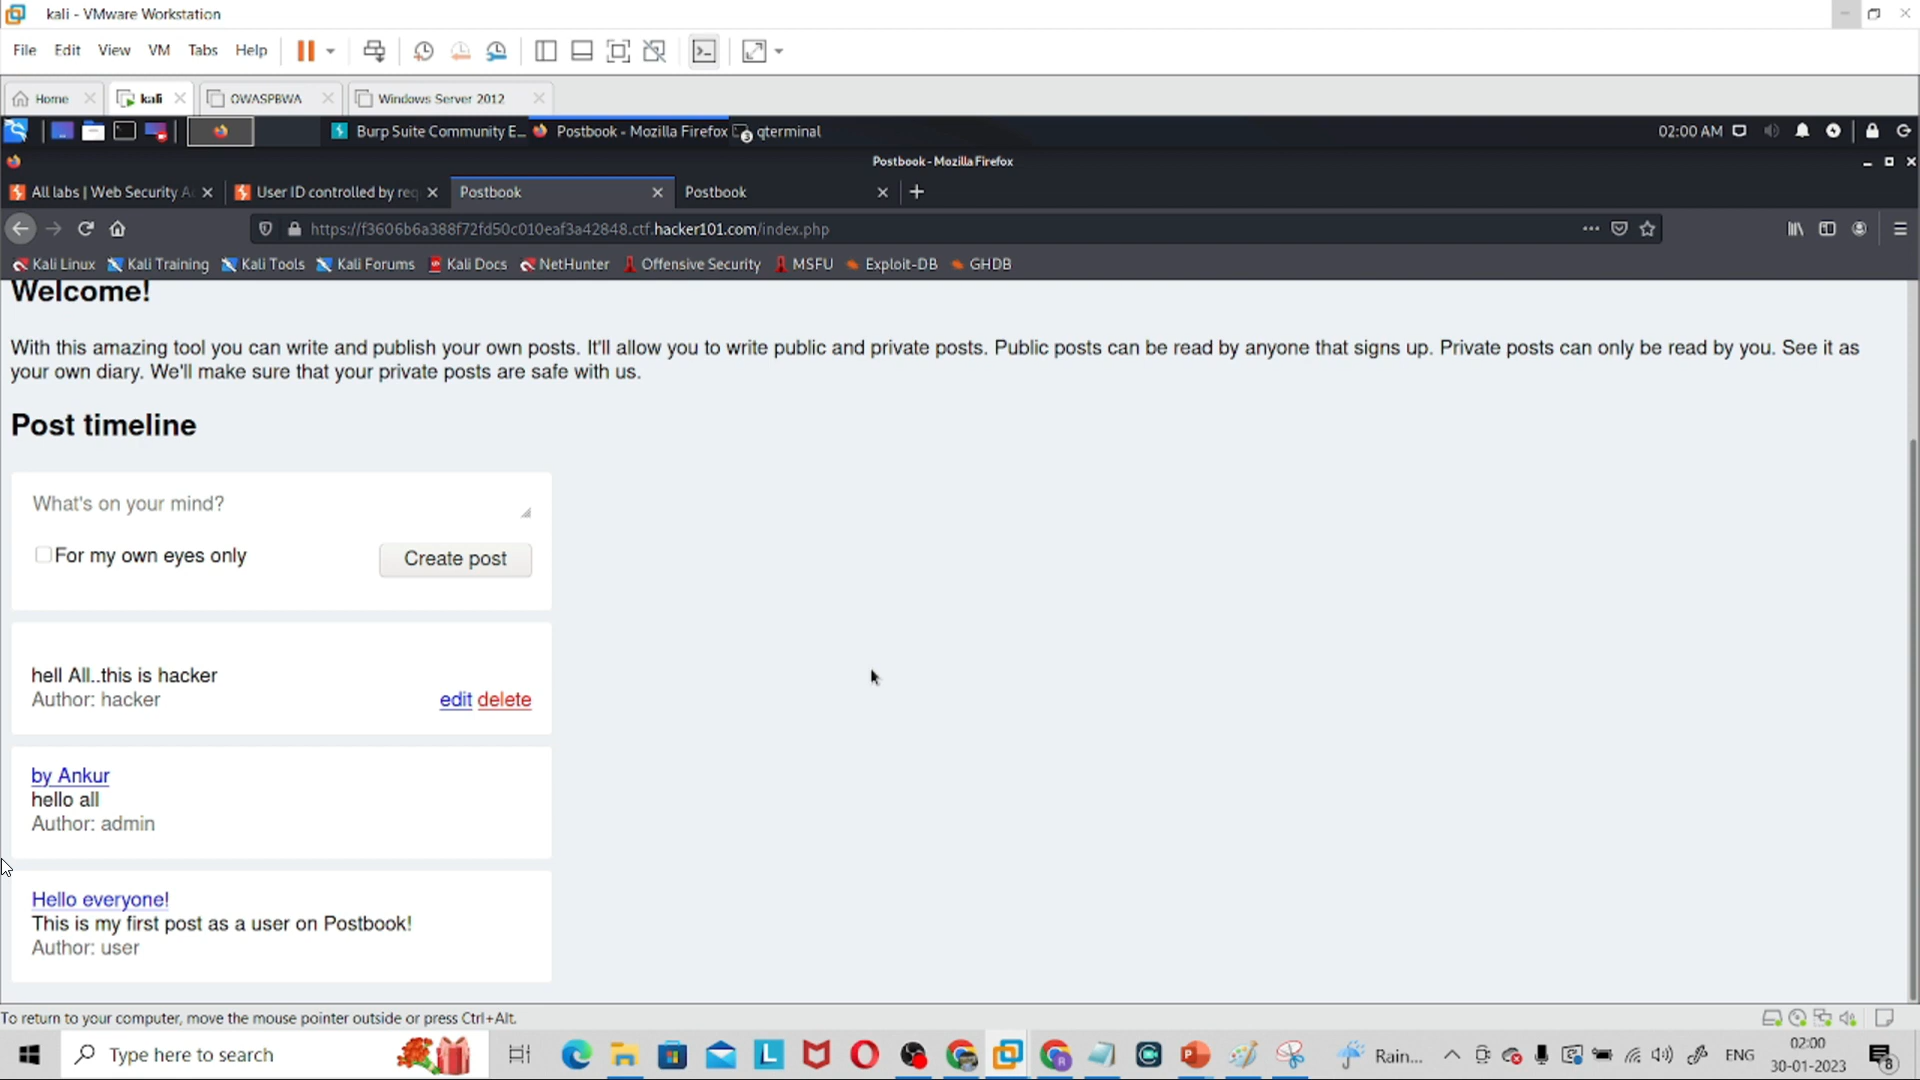 kali - VMware Workstation
File Edit View VM Tabs Help
Home kali OWASPBWA Windows Server 2012
Burp Suite Community E... Postbook - Mozilla Firefox 3 qterminal 02:00 AM
Postbook - Mozilla Firefox
All labs | Web Security A User ID controlled by req Postbook Postbook
https://f3606b6a388f72fd50c010eaf3a42848.ctf.hacker101.com/index.php
Kali Linux Kali Training Kali Tools Kali Forums Kali Docs NetHunter Offensive Security MSFU Exploit-DB GHDB
Welcome!
With this amazing tool you can write and publish your own posts. It'll allow you to write public and private posts. Public posts can be read by anyone that signs up. Private posts can only be read by you. See it as
your own diary. We'll make sure that your private posts are safe with us.
Post timeline
What's on your mind?
For my own eyes only Create post
hell All..this is hacker
Author: hacker edit delete
by Ankur
hello all
Author: admin
Hello everyone!
This is my first post as a user on Postbook!
Author: user
To return to your computer, move the mouse pointer outside or press Ctrl+Alt.
Type here to search Rain... ENG 02:00
30-01-2023 8